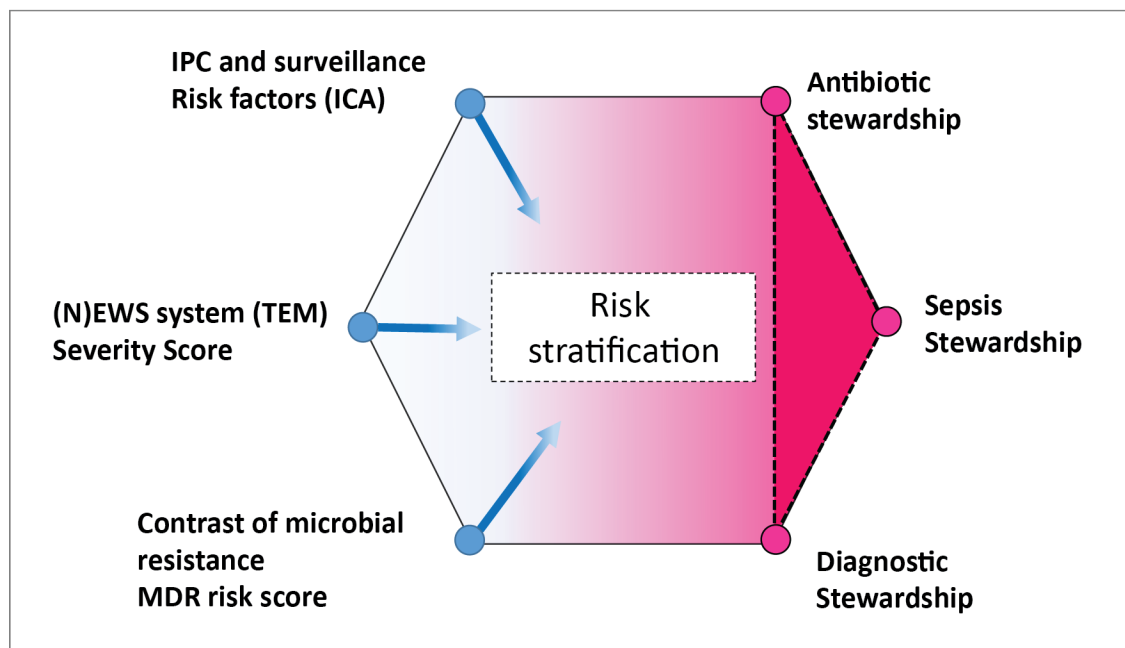 IPC and surveillance
Risk factors (ICA)
Antibiotic
stewardship
(N)EWS system (TEM)
Severity Score
Risk
stratification
Sepsis
Stewardship
Contrast of microbial
resistance
MDR risk score
Diagnostic
Stewardship